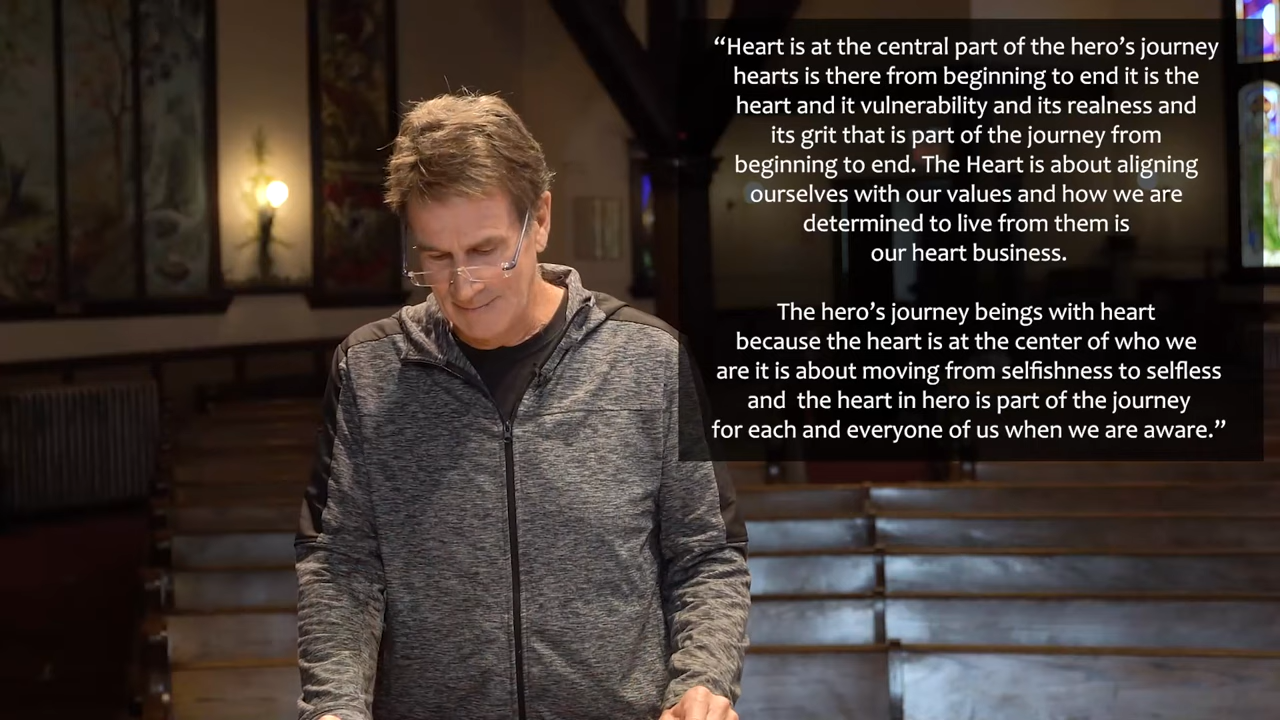 “Heart is at the central part of the hero’s journey
hearts is there from beginning to end it is the
heart and it vulnerability and its realness and
its grit that is part of the journey from
beginning to end. The Heart is about aligning
ourselves with our values and how we are
determined to live from them is
our heart business.
The hero’s journey beings with heart
because the heart is at the center of who we
are it is about moving from selfishness to selfless
and the heart in hero is part of the journey
for each and everyone of us when we are aware.”